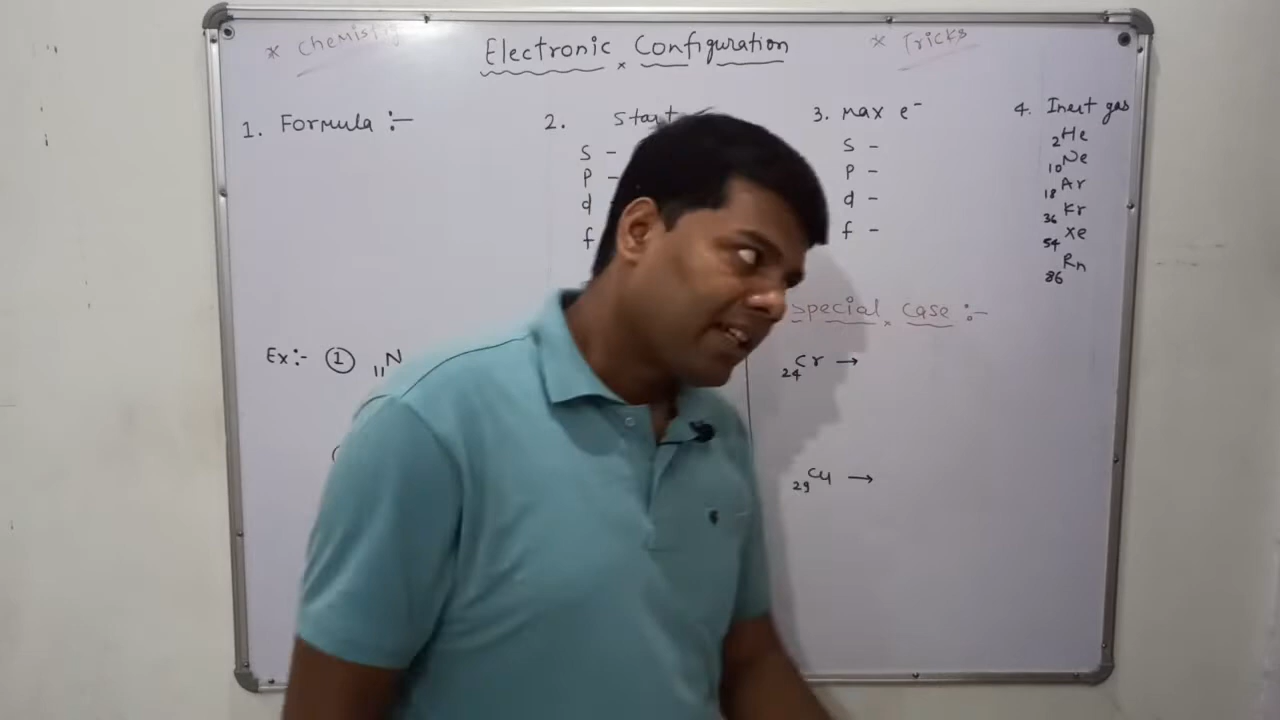 * Chemistry
Electronic Configuration
* Tricks
1. Formula :-
2. Start
s -
p -
d
f
3. max e⁻
s -
p -
d -
f -
4. Inert gas
₂He
₁₀Ne
₁₈Ar
₃₆Kr
₅₄Xe
₈₆Rn
Ex:- ① ₁₁N
Special case :-
₂₄Cr →
₂₉Cu →